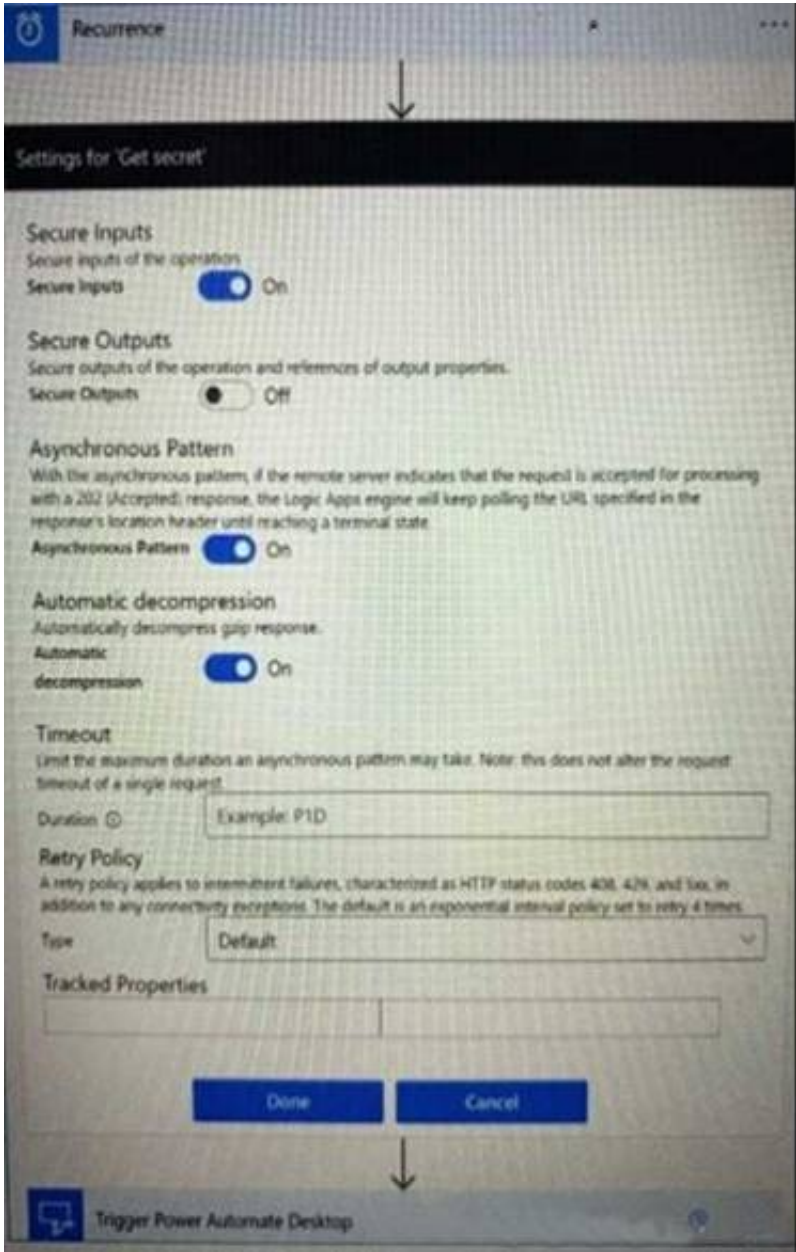 Recurrence
Settings for 'Get secret'
Secure Inputs
Secure inputs of the operation
Secure Inputs
On
Secure Outputs
Secure outputs of the operation and references of output properties.
Secure Outputs
Off
Asynchronous Pattern
With the asynchronous pattern, if the remote server indicates that the request is accepted for processing
with a 202 (Accepted) response, the Logic Apps engine will keep polling the URL specified in the
response's location header until reaching a terminal state
Asynchronous Pattern
On
Automatic decompression
Automatically decompress gzip response.
Automatic
decompression
On
Timeout
Limit the maximum duration an asynchronous pattern may take. Note: this does not alter the request
timeout of a single request
Duration
Example: P1D
Retry Policy
A retry policy applies to intermittent failures, characterized as HTTP status codes 408, 429, and 5xx, in
addition to any connectivity exceptions. The default is an exponential interval policy set to retry 4 times.
Type
Default
Tracked Properties
Done
Cancel
Trigger Power Automate Desktop